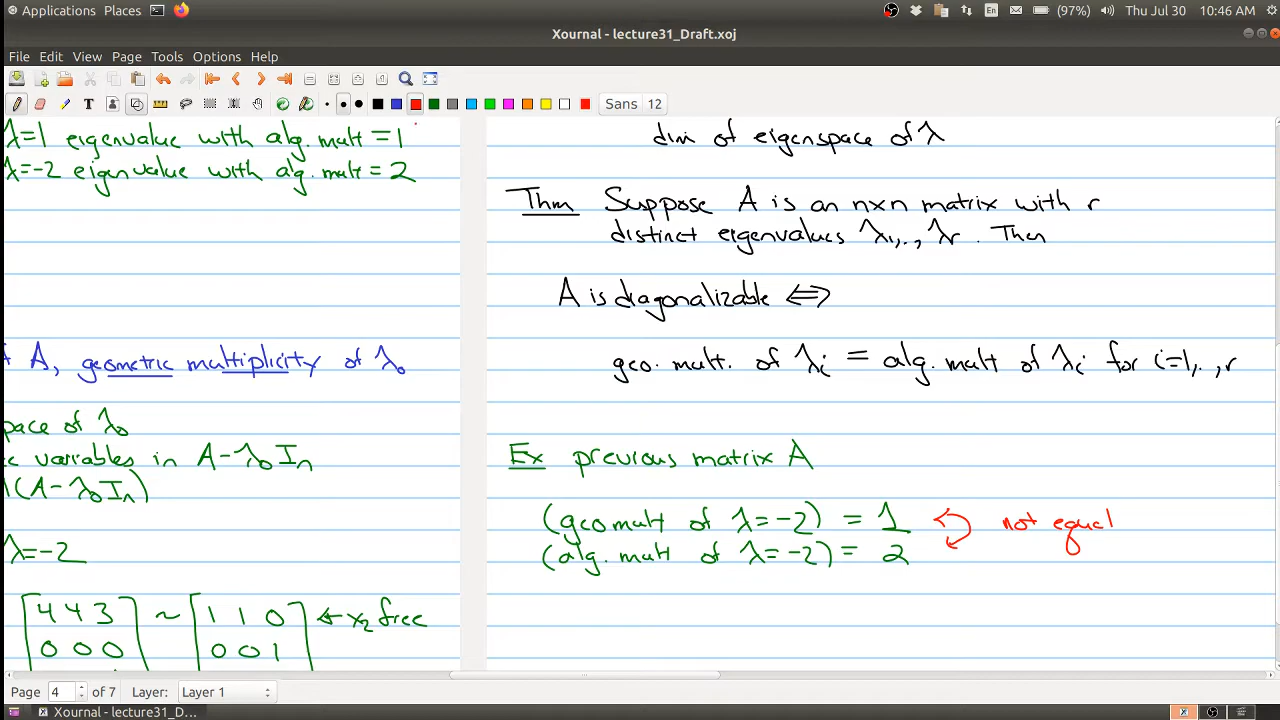 Applications Places (97%) Thu Jul 30 10:46 AM
Xournal - lecture31_Draft.xoj
File Edit View Page Tools Options Help
Sans 12
λ=1 eigenvalue with alg. mult =1
λ=-2 eigenvalue with alg. mult = 2
A, geometric multiplicity of λ₀
pace of λ₀
variables in A-λ₀Iₙ
(A-λ₀Iₙ)
λ=-2
[4 4 3 ~ [1 1 0 ← x₂ free
0 0 0] 0 0 1]
dim of eigenspace of λ
Thm Suppose A is an n×n matrix with r
distinct eigenvalues λ₁,..,λr. Then
A is diagonalizable ⟺
geo. mult. of λi = alg. mult of λi for i=1,..,r
Ex previous matrix A
(geo mult of λ=-2) = 1 not equal
(alg. mult of λ=-2) = 2
Page 4 of 7 Layer: Layer 1
Xournal - lecture31_D...